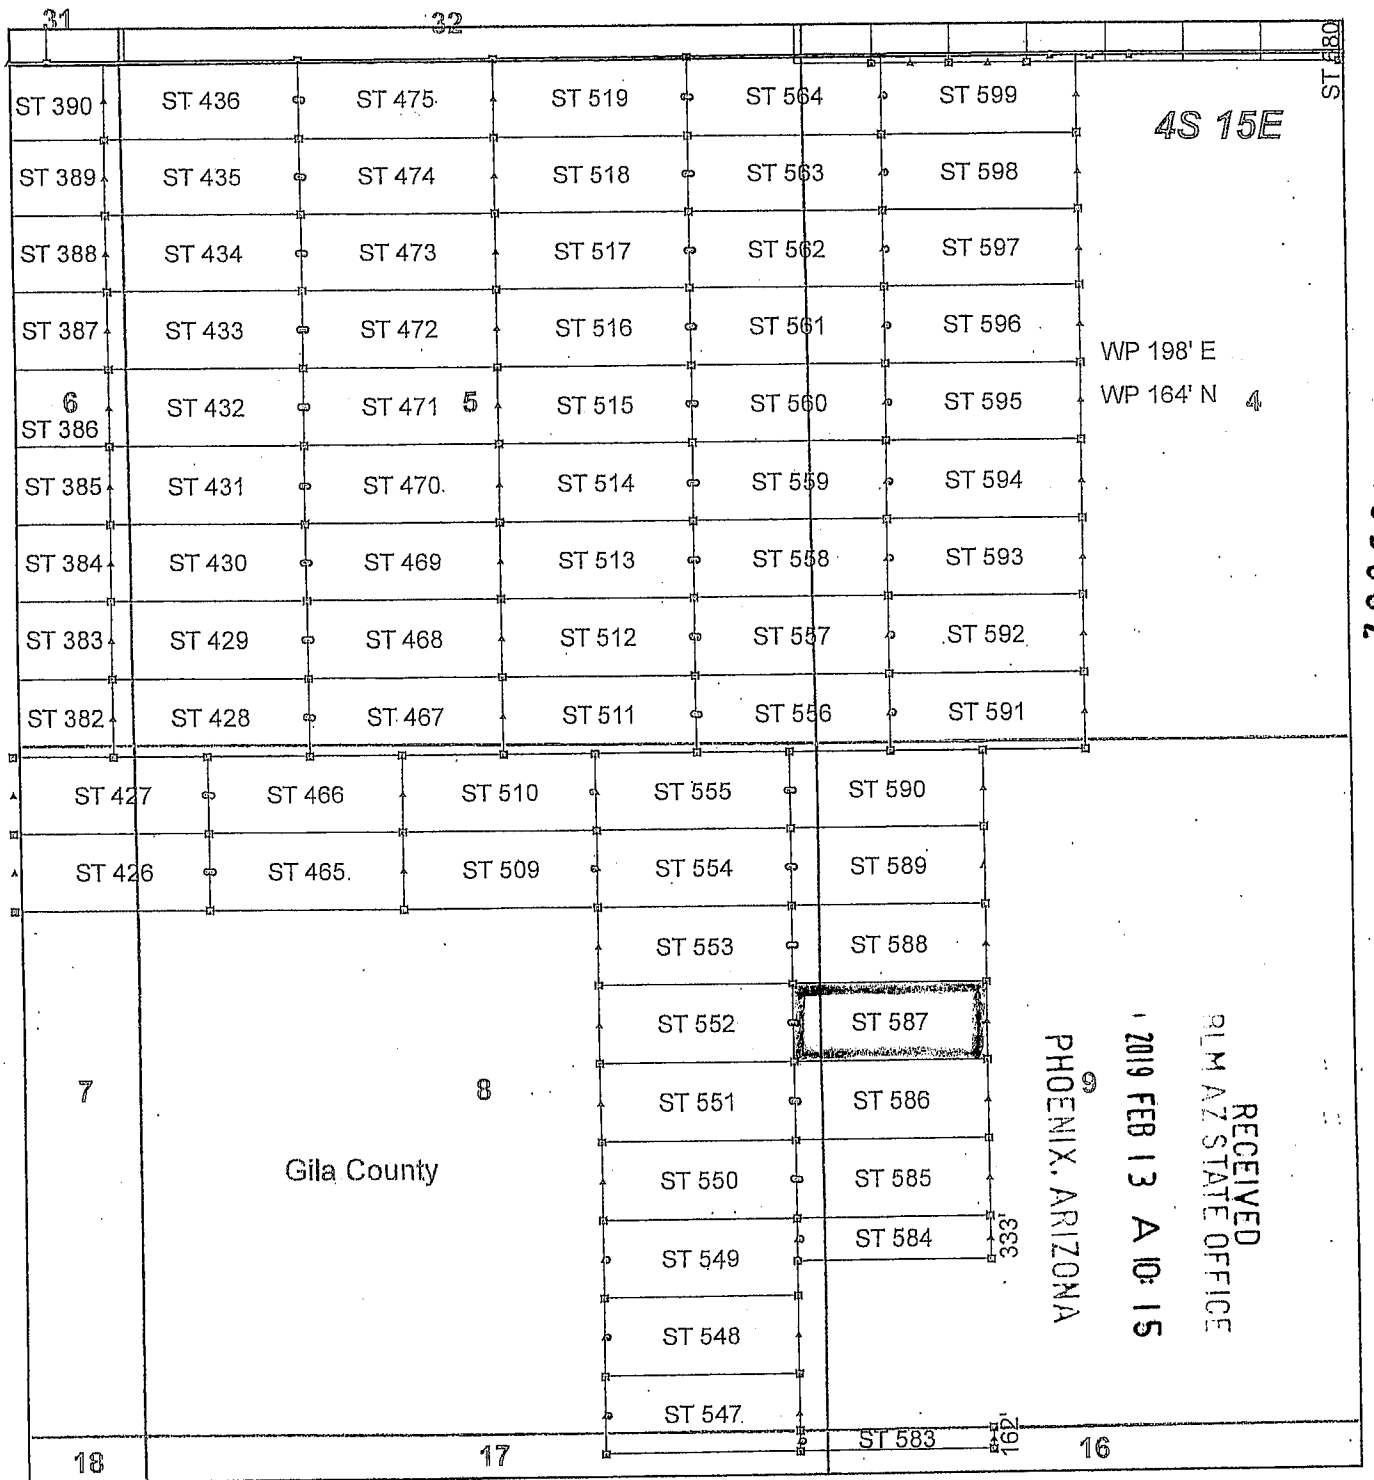 31 32 ST 680
ST 390 ST 436 ST 475 ST 519 ST 564 ST 599
4S 15E
ST 389 ST 435 ST 474 ST 518 ST 563 ST 598
ST 388 ST 434 ST 473 ST 517 ST 562 ST 597
ST 387 ST 433 ST 472 ST 516 ST 561 ST 596
WP 198' E
6 ST 432 ST 471 5 ST 515 ST 560 ST 595 WP 164' N 4
ST 386
ST 385 ST 431 ST 470 ST 514 ST 559 ST 594
ST 384 ST 430 ST 469 ST 513 ST 558 ST 593
ST 383 ST 429 ST 468 ST 512 ST 557 ST 592
ST 382 ST 428 ST 467 ST 511 ST 556 ST 591
ST 427 ST 466 ST 510 ST 555 ST 590
ST 426 ST 465 ST 509 ST 554 ST 589
ST 553 ST 588
ST 552 ST 587
7 8 ST 551 ST 586 9
Gila County ST 550 ST 585
ST 584 333'
ST 549
ST 548
ST 547
ST 583 162'
18 17 16
RECEIVED
BLM AZ STATE OFFICE
2019 FEB 13 A 10: 15
PHOENIX, ARIZONA